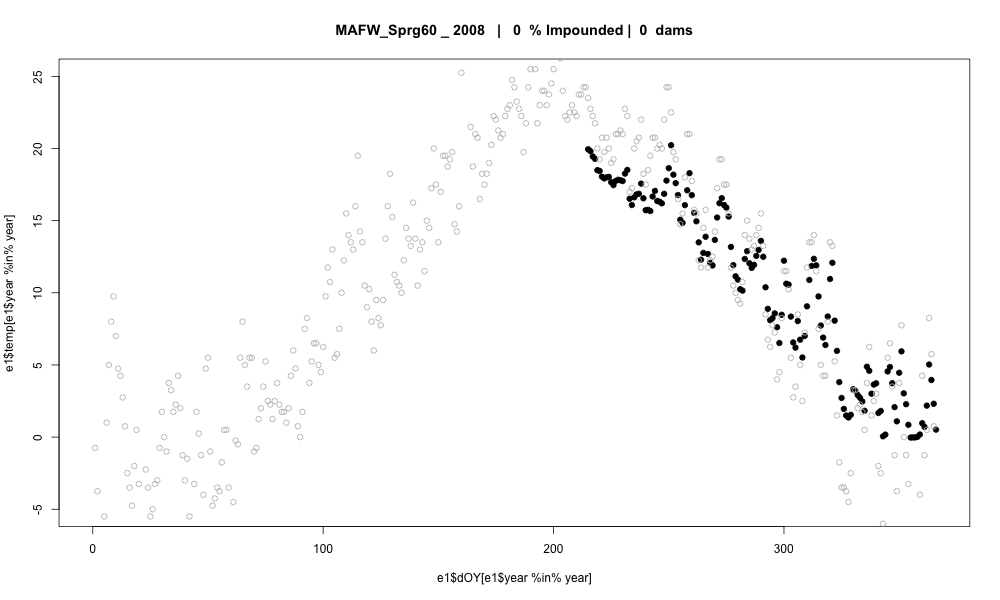 MAFW_Sprg60 _ 2008 | 0 % Impounded | 0 dams
e1$temp[e1$year %in% year]
25
20
15
10
5
0
-5
0 100 200 300
e1$dOY[e1$year %in% year]